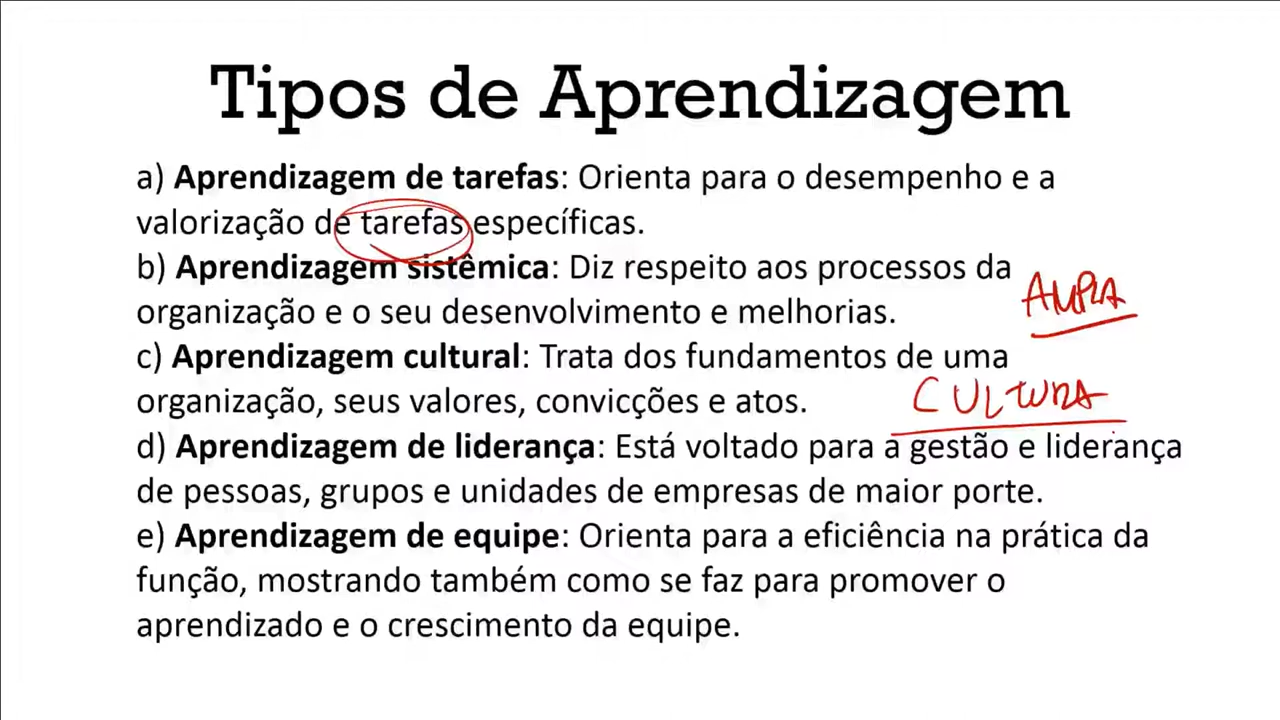 Tipos de Aprendizagem
a) Aprendizagem de tarefas: Orienta para o desempenho e a
valorização de tarefas específicas.
b) Aprendizagem sistêmica: Diz respeito aos processos da
organização e o seu desenvolvimento e melhorias.
AMPLA
c) Aprendizagem cultural: Trata dos fundamentos de uma
organização, seus valores, convicções e atos.
CULTURA
d) Aprendizagem de liderança: Está voltado para a gestão e liderança
de pessoas, grupos e unidades de empresas de maior porte.
e) Aprendizagem de equipe: Orienta para a eficiência na prática da
função, mostrando também como se faz para promover o
aprendizado e o crescimento da equipe.